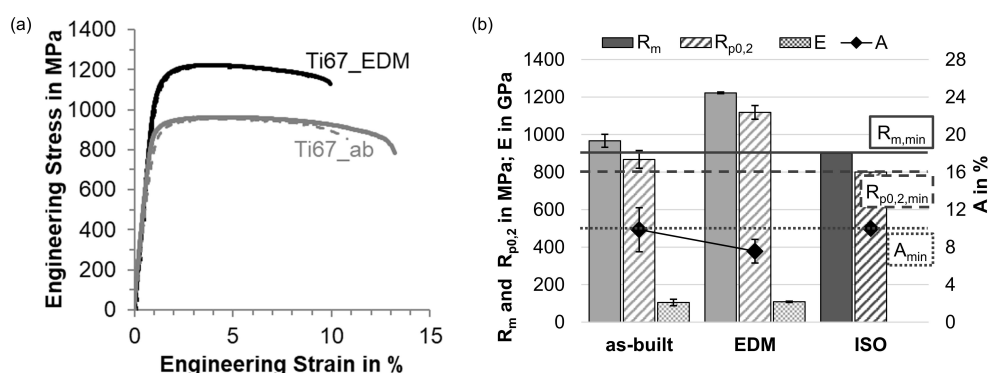 (a)
1400
1200
1000
800
600
400
200
0
Engineering Stress in MPa
Ti67_EDM
Ti67_ab
0 5 10 15
Engineering Strain in %
(b)
Rm Rp0,2 E A
1400
1200
1000
800
600
400
200
0
Rm and Rp0,2 in MPa; E in GPa
28
24
20
16
12
8
4
0
A in %
Rm,min
Rp0,2,min
Amin
as-built EDM ISO